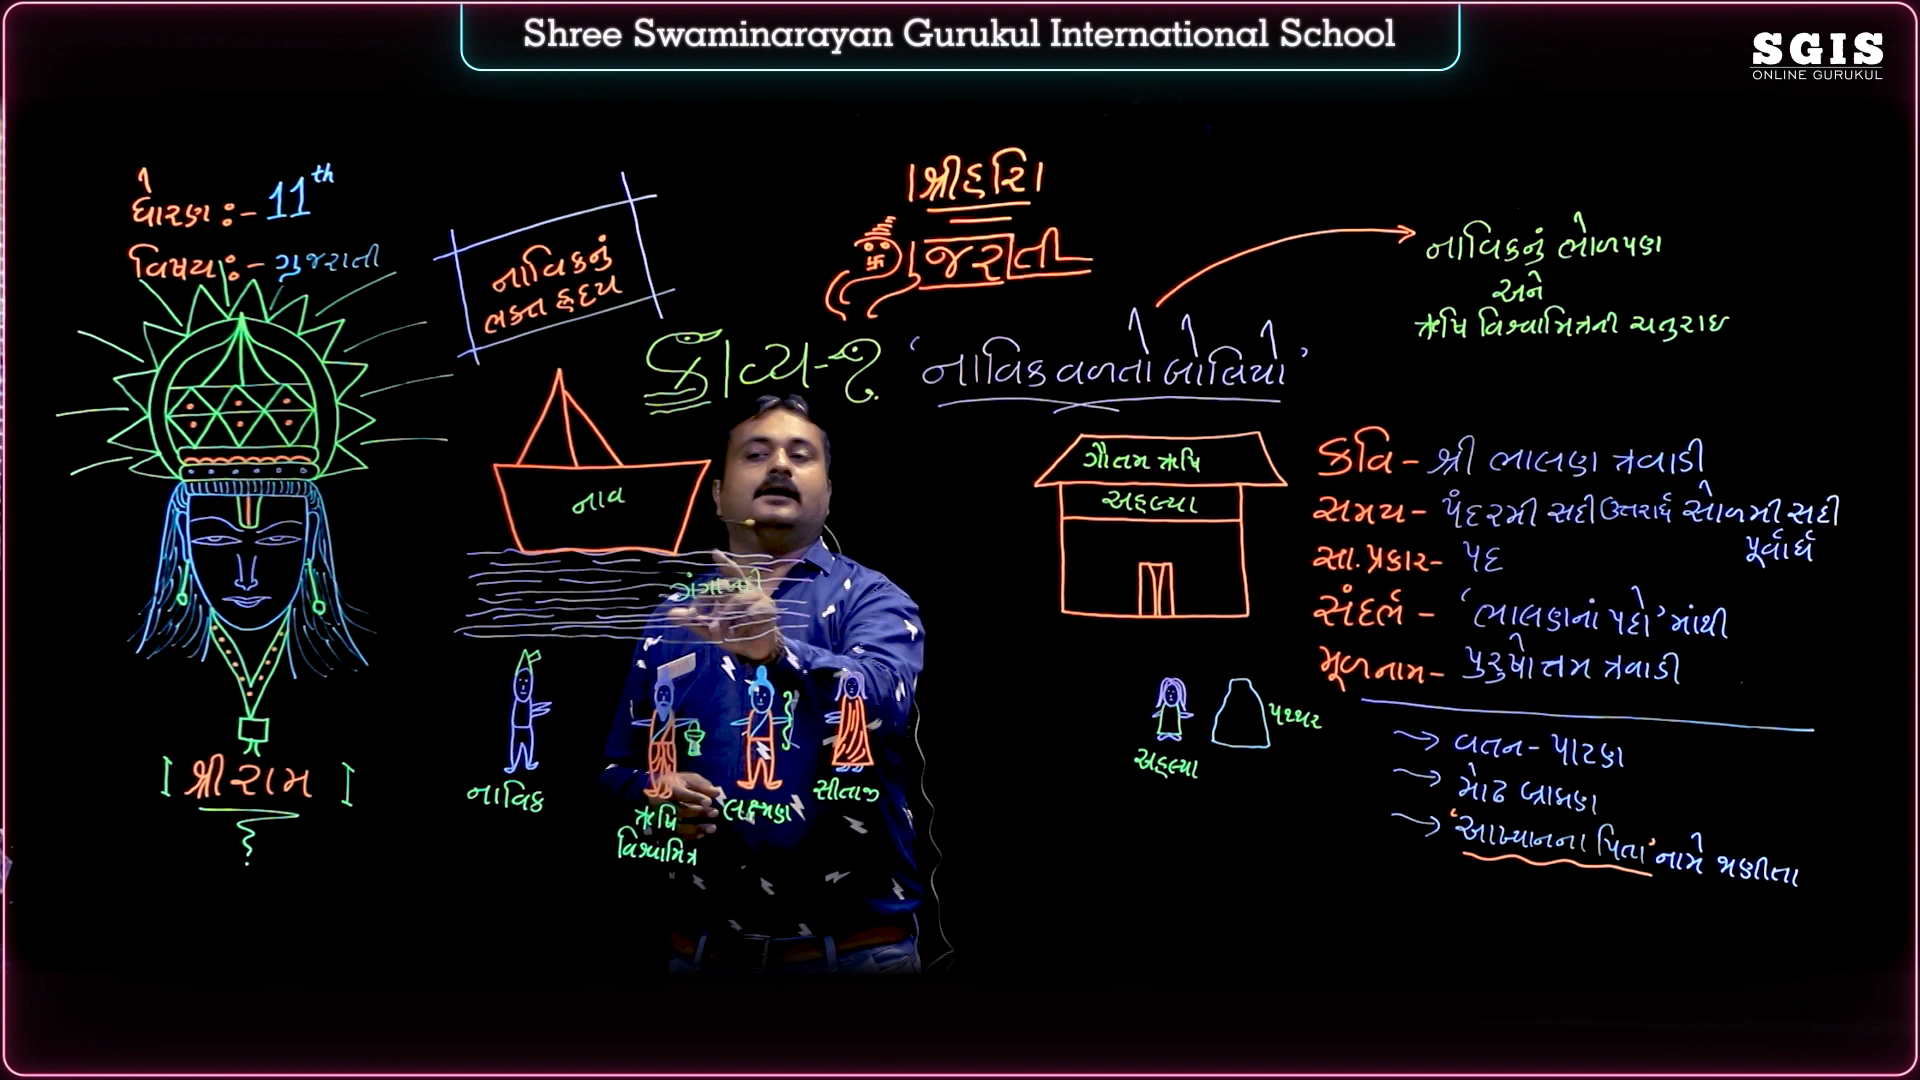 Shree Swaminarayan Gurukul International School
SGIS
ONLINE GURUKUL
ધોરણ :- 11th
વિષય :- ગુજરાતી
નાવિકનું
ભક્ત હૃદય
।શ્રીહરિ।
ગુજરાતી
કાવ્ય-૨
'નાવિક વળતો બોલિયો'
નાવિકનું ભોળપણ
અને
ઋષિ વિશ્વામિત્રની ચતુરાઇ
નાવ
ગંગા નદી
ગૌતમ ઋષિ
અહલ્યા
કવિ - શ્રી ભાલણ ત્રવાડી
સમય - પંદરમી સદી ઉત્તરાર્ધ સોળમી સદી
પૂર્વાર્ધ
સા.પ્રકાર - પદ
સંદર્ભ - 'ભાલણનાં પદો' માંથી
મૂળ નામ - પુરુષોત્તમ ત્રવાડી
→ વતન - પાટણ
→ મોઢ બ્રાહ્મણ
→ 'આખ્યાનના પિતા' નામે જાણીતા
। શ્રી રામ ।
નાવિક
ઋષિ
વિશ્વામિત્ર
લક્ષ્મણ
સીતાજી
અહલ્યા
પથ્થર